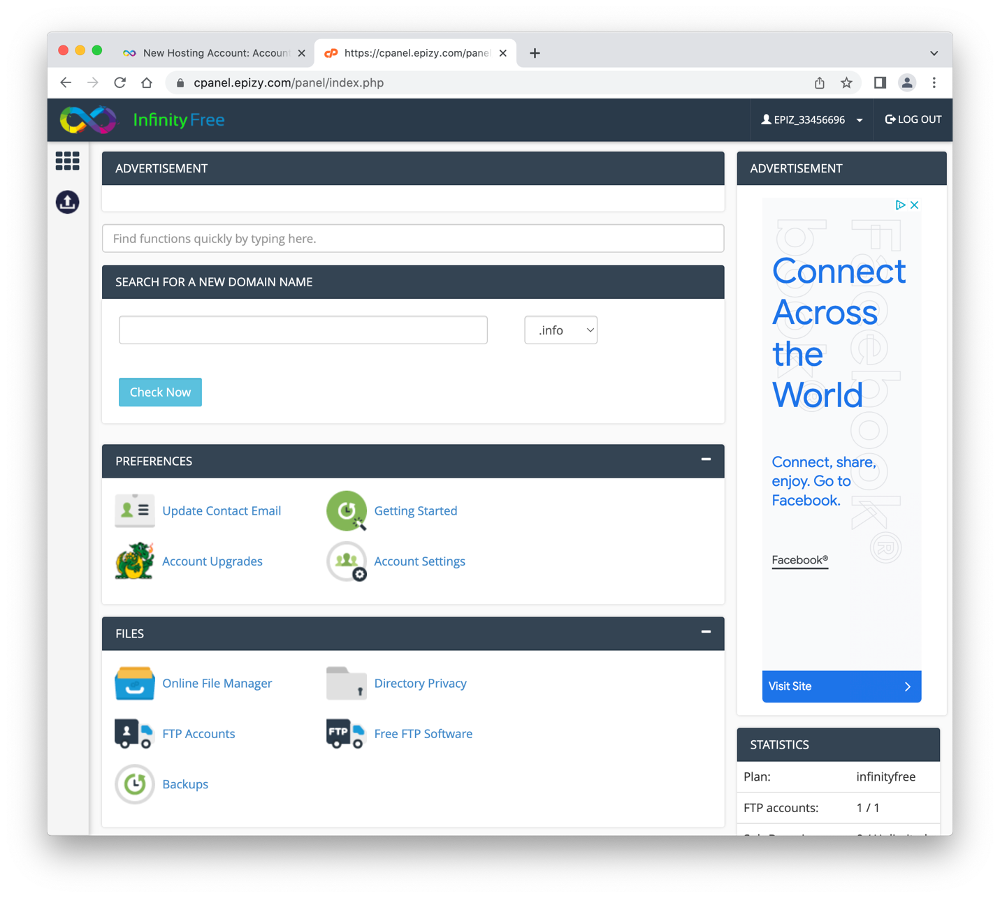 New Hosting Account: Accoun
https://cpanel.epizy.com/pane
cpanel.epizy.com/panel/index.php
InfinityFree
EPIZ_33456696
LOG OUT
ADVERTISEMENT
Find functions quickly by typing here.
SEARCH FOR A NEW DOMAIN NAME
.info
Check Now
PREFERENCES
Update Contact Email
Getting Started
Account Upgrades
Account Settings
FILES
Online File Manager
Directory Privacy
FTP Accounts
FTP
Free FTP Software
Backups
ADVERTISEMENT
Facebook®
Connect
Across
the
World
Connect, share,
enjoy. Go to
Facebook.
Facebook®
Visit Site
STATISTICS
Plan: infinityfree
FTP accounts: 1 / 1